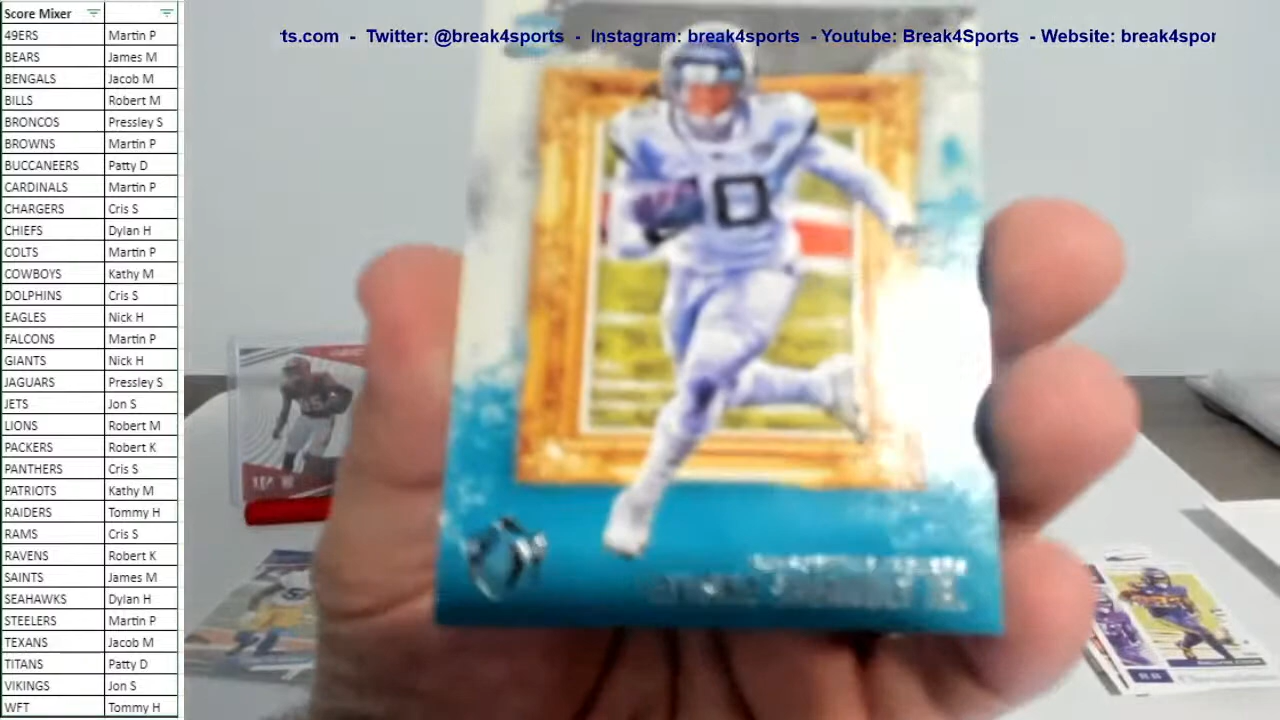 Score Mixer
49ERS Martin P
BEARS James M
BENGALS Jacob M
BILLS Robert M
BRONCOS Pressley S
BROWNS Martin P
BUCCANEERS Patty D
CARDINALS Martin P
CHARGERS Cris S
CHIEFS Dylan H
COLTS Martin P
COWBOYS Kathy M
DOLPHINS Cris S
EAGLES Nick H
FALCONS Martin P
GIANTS Nick H
JAGUARS Pressley S
JETS Jon S
LIONS Robert M
PACKERS Robert K
PANTHERS Cris S
PATRIOTS Kathy M
RAIDERS Tommy H
RAMS Cris S
RAVENS Robert K
SAINTS James M
SEAHAWKS Dylan H
STEELERS Martin P
TEXANS Jacob M
TITANS Patty D
VIKINGS Jon S
WFT Tommy H
ts.com - Twitter: @break4sports - Instagram: break4sports - Youtube: Break4Sports - Website: break4spor